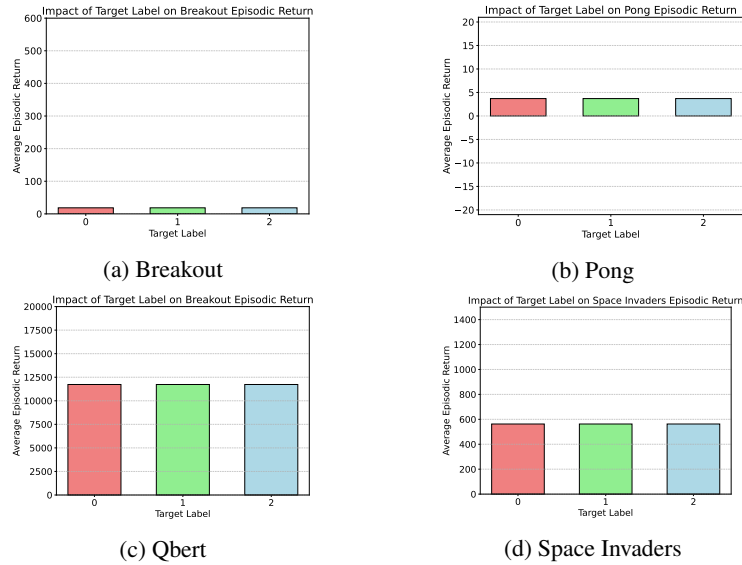 Impact of Target Label on Breakout Episodic Return
600
500
400
300
200
100
0
Average Episodic Return
0 1 2
Target Label
(a) Breakout
Impact of Target Label on Pong Episodic Return
20
15
10
5
0
−5
−10
−15
−20
Average Episodic Return
0 1 2
Target Label
(b) Pong
Impact of Target Label on Breakout Episodic Return
20000
17500
15000
12500
10000
7500
5000
2500
0
Average Episodic Return
0 1 2
Target Label
(c) Qbert
Impact of Target Label on Space Invaders Episodic Return
1400
1200
1000
800
600
400
200
0
Average Episodic Return
0 1 2
Target Label
(d) Space Invaders